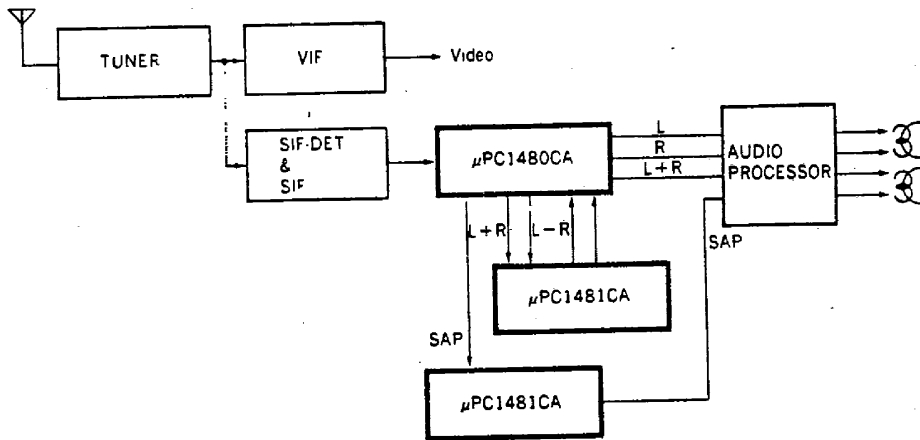 TUNER
VIF
Video
SIF-DET
&
SIF
μPC1480CA
L
R
L+R
AUDIO
PROCESSOR
L+R
L-R
SAP
μPC1481CA
SAP
μPC1481CA